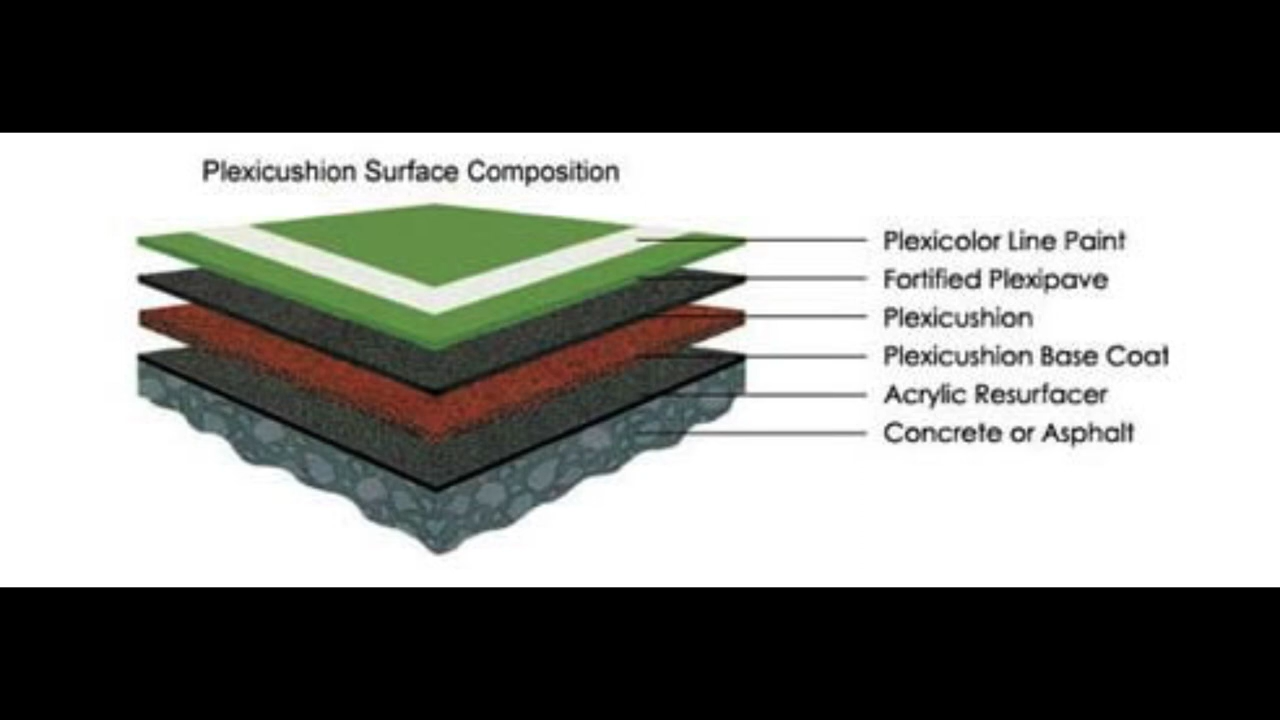 Plexicushion Surface Composition
Plexicolor Line Paint
Fortified Plexipave
Plexicushion
Plexicushion Base Coat
Acrylic Resurfacer
Concrete or Asphalt